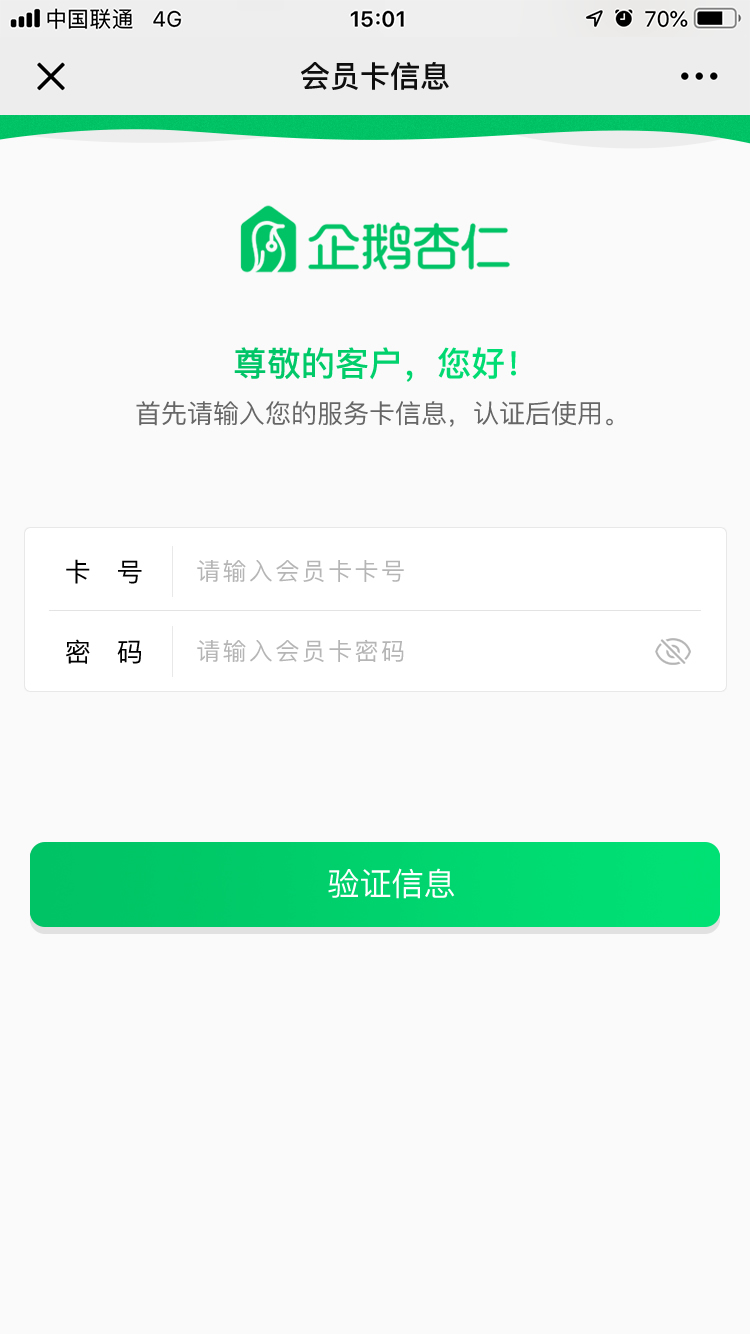 中国联通 4G 15:01 70%
会员卡信息
企鹅杏仁
尊敬的客户，您好！
首先请输入您的服务卡信息，认证后使用。
卡 号 请输入会员卡卡号
密 码 请输入会员卡密码
验证信息